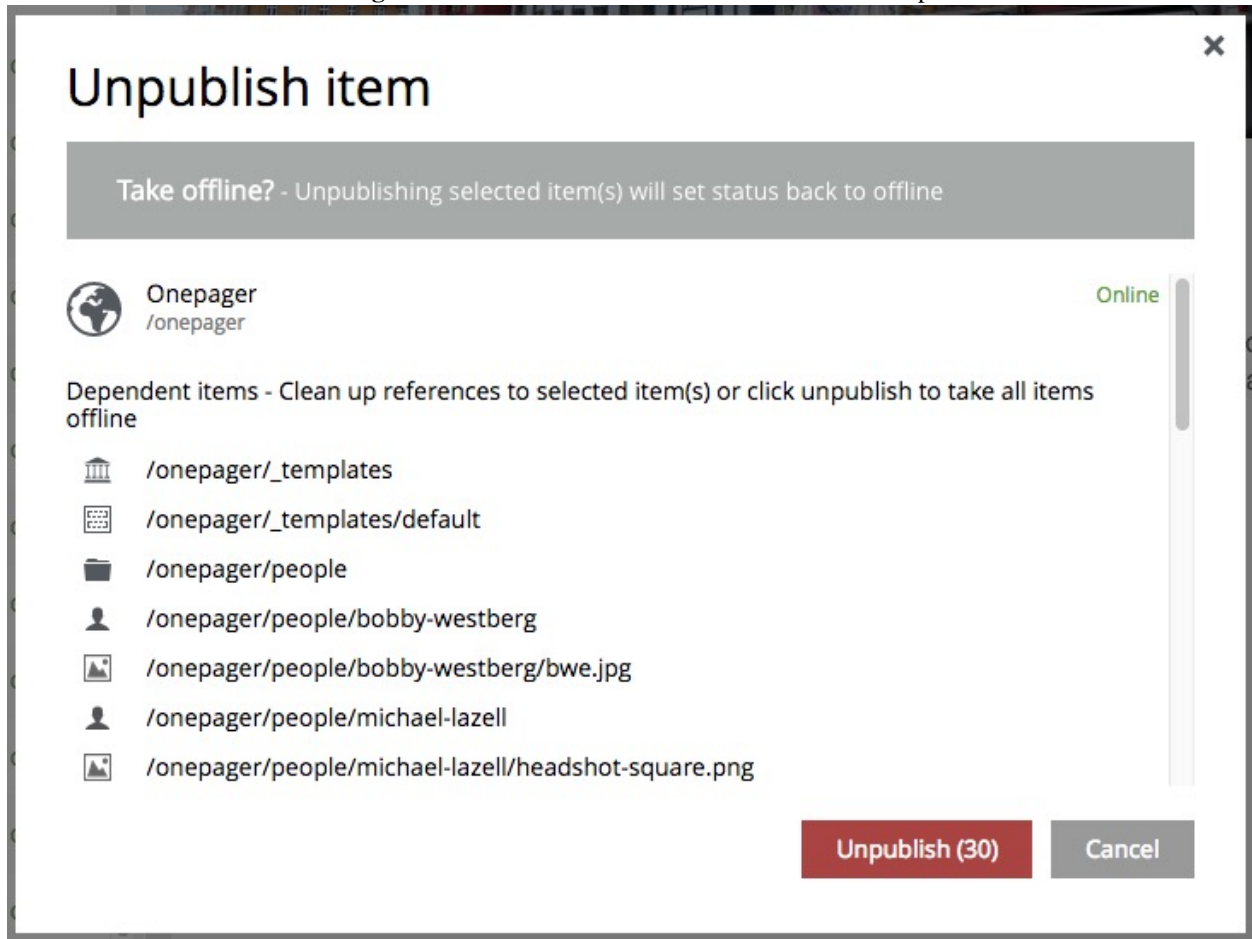 Unpublish item
Take offline? - Unpublishing selected item(s) will set status back to offline
Onepager
Online
/onepager
Dependent items - Clean up references to selected item(s) or click unpublish to take all items
offline
/onepager/_templates
/onepager/_templates/default
/onepager/people
/onepager/people/bobby-westberg
/onepager/people/bobby-westberg/bwe.jpg
/onepager/people/michael-lazell
/onepager/people/michael-lazell/headshot-square.png
Unpublish (30)
Cancel